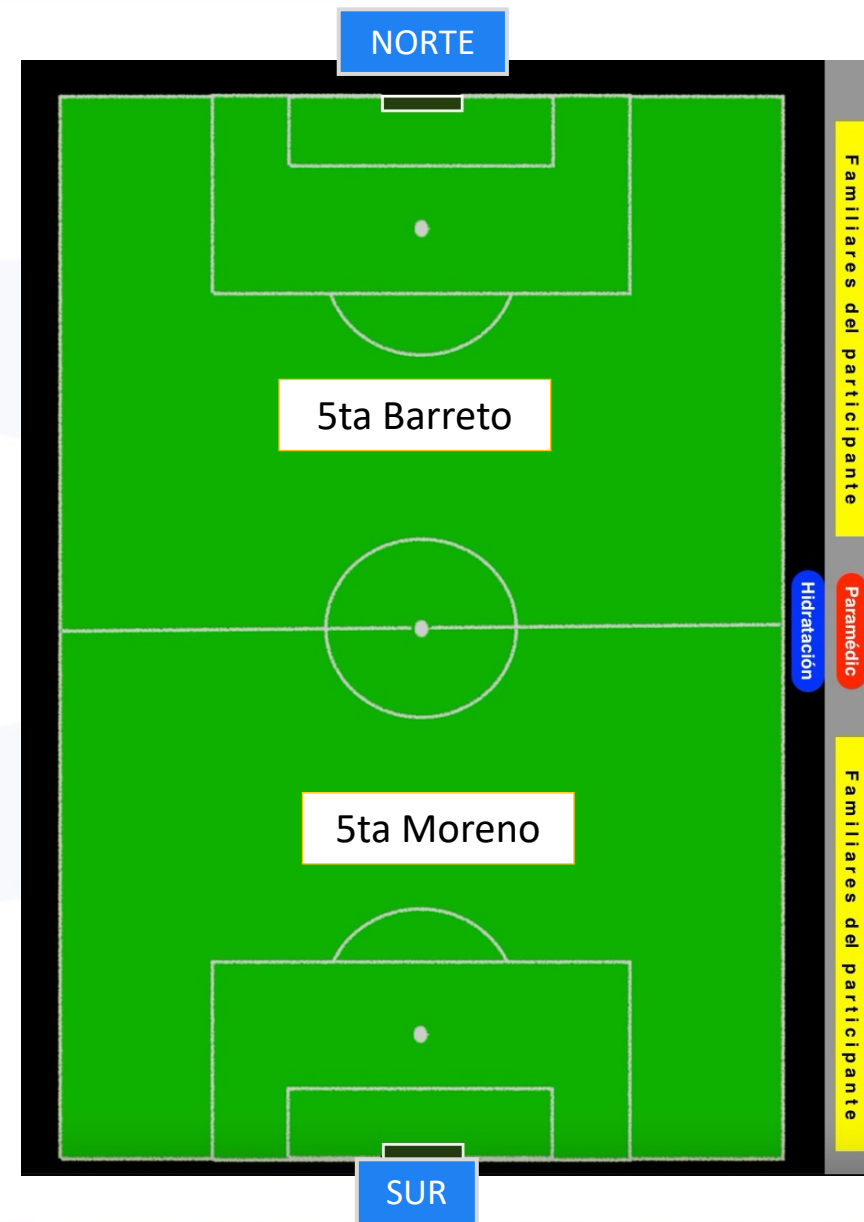 NORTE
Familiares del participante
5ta Barreto
Hidratación
Paramédic
5ta Moreno
Familiares del participante
SUR